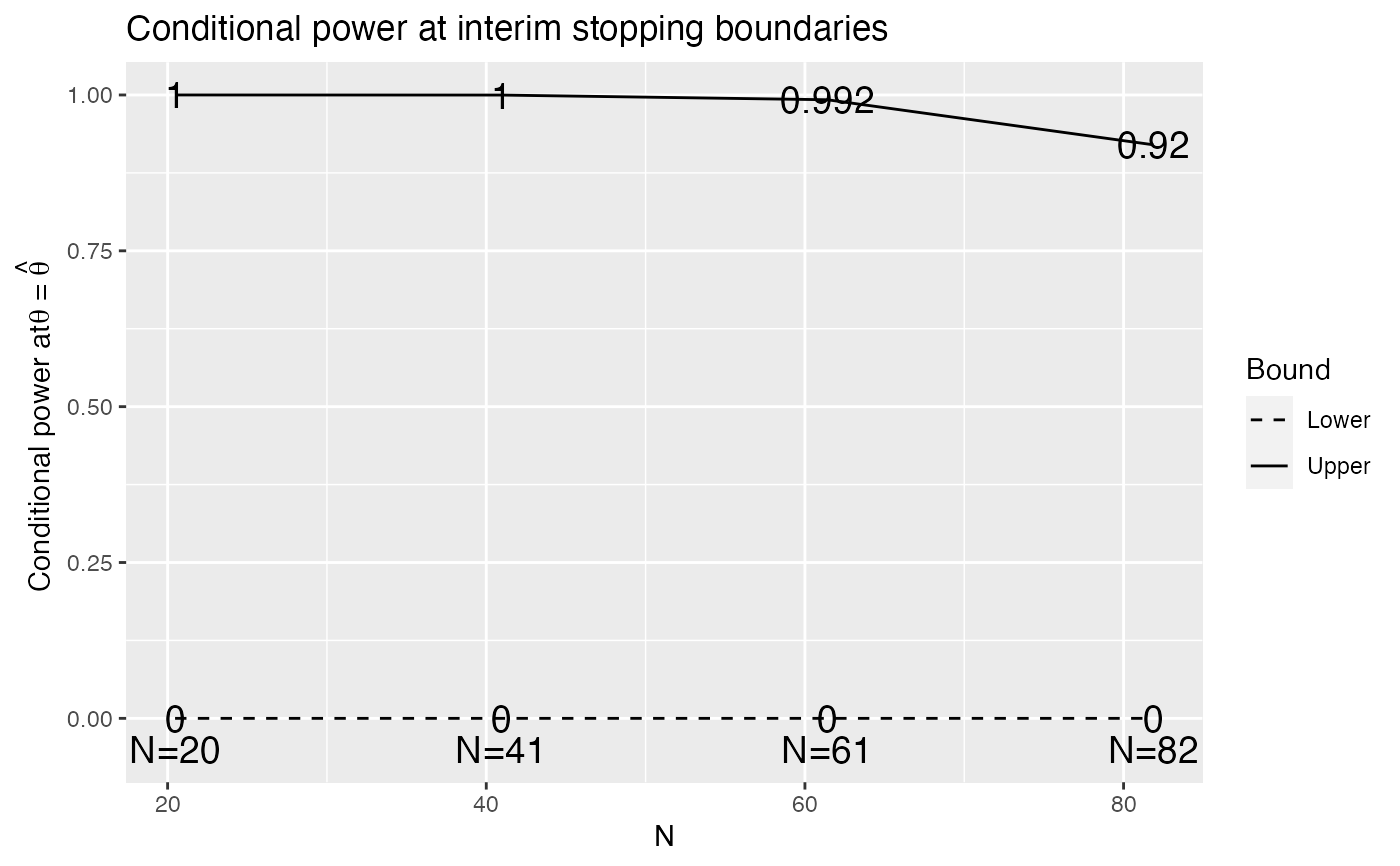 Conditional power at interim stopping boundaries
Conditional power atθ = θ̂
1.00
0.75
0.50
0.25
0.00
1
1
0.992
0.92
0
0
0
0
N=20
N=41
N=61
N=82
20
40
60
80
N
Bound
Lower
Upper